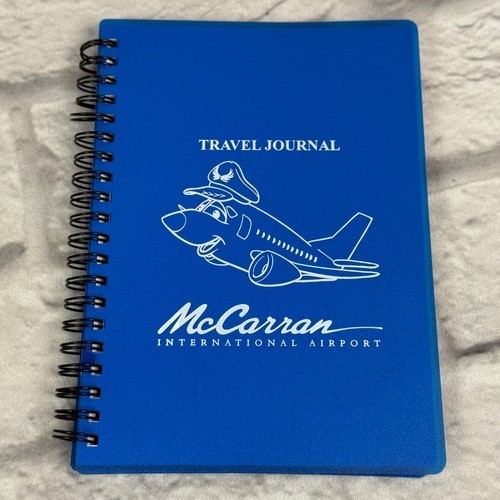 TRAVEL JOURNAL
McCarran
INTERNATIONAL AIRPORT